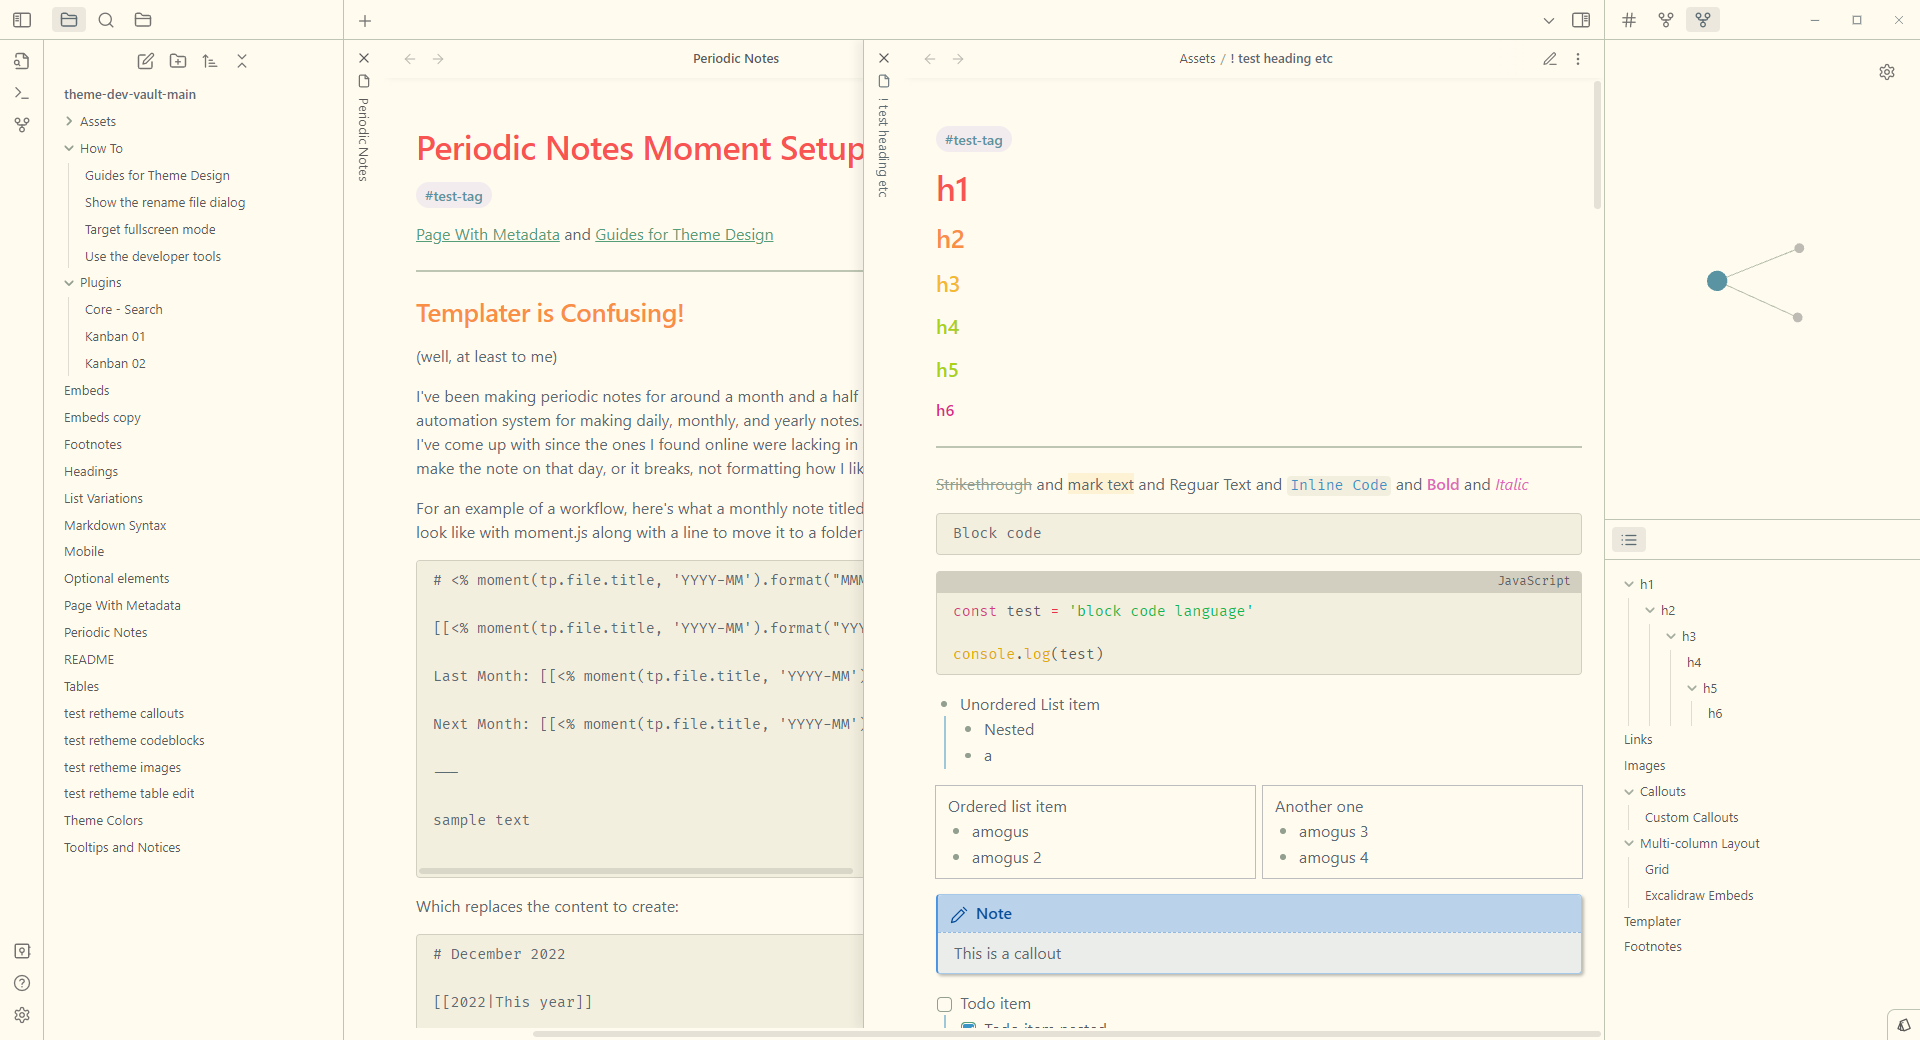 theme-dev-vault-main
Assets
How To
Guides for Theme Design
Show the rename file dialog
Target fullscreen mode
Use the developer tools
Plugins
Core - Search
Kanban 01
Kanban 02
Embeds
Embeds copy
Footnotes
Headings
List Variations
Markdown Syntax
Mobile
Optional elements
Page With Metadata
Periodic Notes
README
Tables
test retheme callouts
test retheme codeblocks
test retheme images
test retheme table edit
Theme Colors
Tooltips and Notices
Periodic Notes
Periodic Notes
Periodic Notes Moment Setup
#test-tag
Page With Metadata and Guides for Theme Design
Templater is Confusing!
(well, at least to me)
I've been making periodic notes for around a month and a half
automation system for making daily, monthly, and yearly notes.
I've come up with since the ones I found online were lacking in
make the note on that day, or it breaks, not formatting how I lik
For an example of a workflow, here's what a monthly note titled
look like with moment.js along with a line to move it to a folder
# <% moment(tp.file.title, 'YYYY-MM').format("MMM
[[<% moment(tp.file.title, 'YYYY-MM').format("YYY
Last Month: [[<% moment(tp.file.title, 'YYYY-MM')
Next Month: [[<% moment(tp.file.title, 'YYYY-MM')
---
sample text
Which replaces the content to create:
# December 2022
[[2022|This year]]
! test heading etc
Assets / ! test heading etc
#test-tag
h1
h2
h3
h4
h5
h6
Strikethrough and mark text and Reguar Text and Inline Code and Bold and Italic
Block code
JavaScript
const test = 'block code language'
console.log(test)
Unordered List item
Nested
a
Ordered list item
amogus
amogus 2
Another one
amogus 3
amogus 4
Note
This is a callout
Todo item
Todo item nested
h1
h2
h3
h4
h5
h6
Links
Images
Callouts
Custom Callouts
Multi-column Layout
Grid
Excalidraw Embeds
Templater
Footnotes